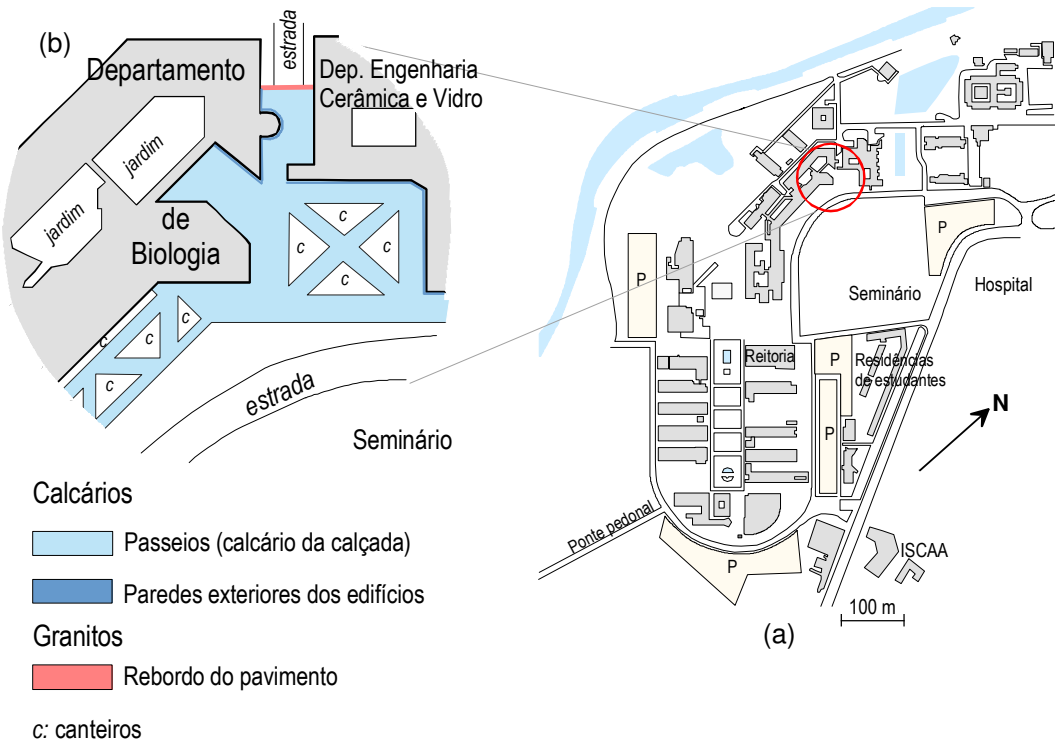 (b)
estrada
Departamento
Dep. Engenharia
Cerâmica e Vidro
jardim
jardim
de
Biologia
c
c
c
c
c
c
c
c
estrada
Seminário
Calcários
Passeios (calcário da calçada)
Paredes exteriores dos edifícios
Granitos
Rebordo do pavimento
c: canteiros
P
Hospital
Seminário
P
Reitoria
P
Residências
de estudantes
P
N
Ponte pedonal
P
ISCAA
100 m
(a)